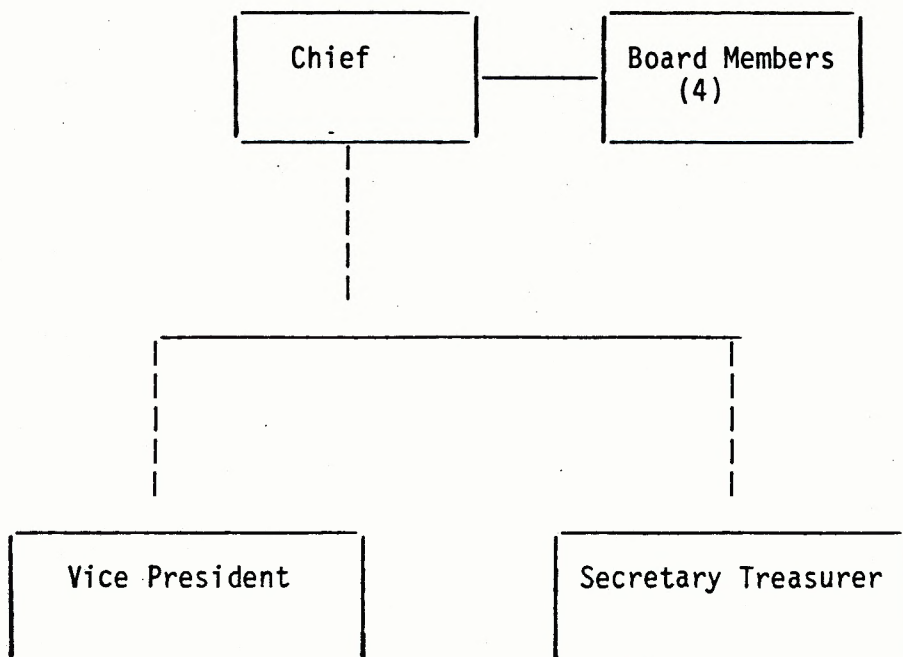 Chief
Board Members
(4)
Vice President
Secretary Treasurer